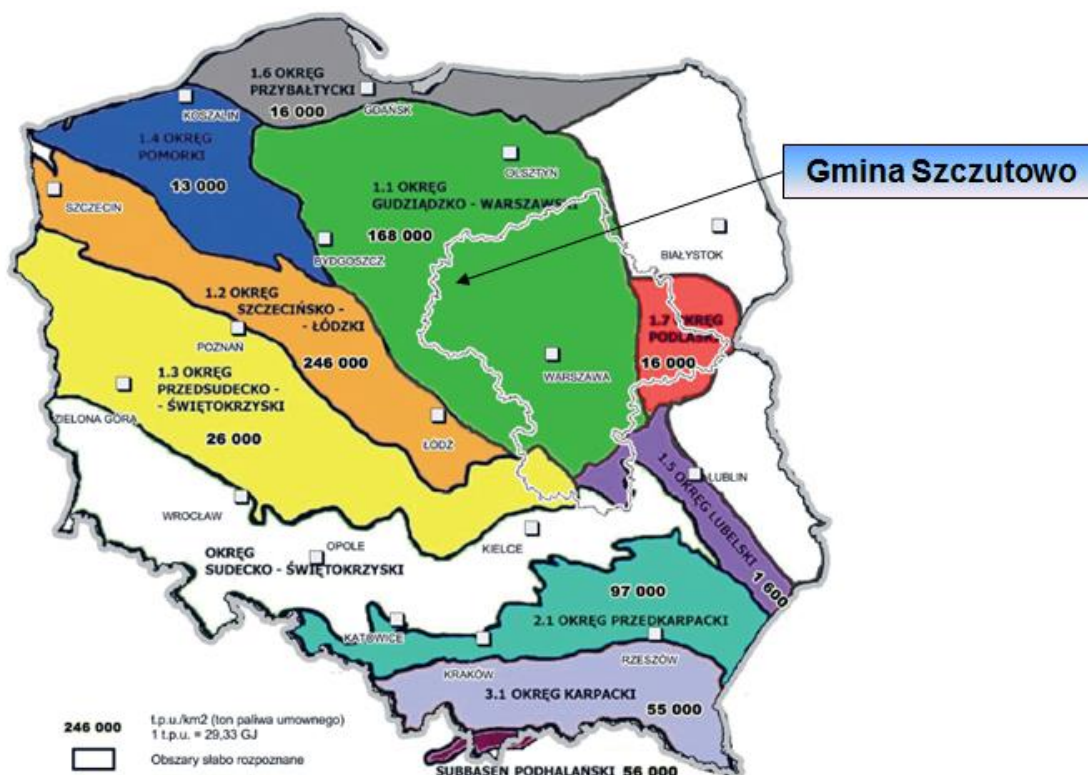 1.6 OKRĘG
PRZYBAŁTYCKI
16 000
GDAŃSK
KOSZALIN
1.4 OKRĘG
POMORKI
13 000
OLSZTYN
Gmina Szczutowo
1.1 OKRĘG
GUDZIĄDZKO - WARSZAWSKI
168 000
SZCZECIN
BYDGOSZCZ
BIAŁYSTOK
1.2 OKRĘG
SZCZECIŃSKO -
- ŁÓDZKI
246 000
1.7 OKRĘG
PODLASKI
16 000
POZNAŃ
WARSZAWA
1.3 OKRĘG
PRZEDSUDECKO -
- ŚWIĘTOKRZYSKI
26 000
ZIELONA GÓRA
ŁÓDŹ
1.5 OKRĘG LUBELSKI
1 600
LUBLIN
WROCŁAW
OPOLE
KIELCE
OKRĘG
SUDECKO - ŚWIĘTOKRZYSKI
97 000
2.1 OKRĘG PRZEDKARPACKI
KATOWICE
KRAKÓW
RZESZÓW
3.1 OKRĘG KARPACKI
55 000
246 000
t.p.u./km2 (ton paliwa umownego)
1 t.p.u. = 29,33 GJ
Obszary słabo rozpoznane
SUBBASEN PODHALAŃSKI 56 000